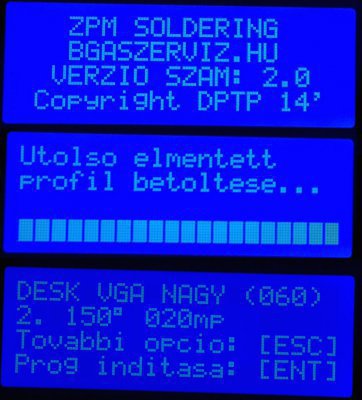 ZPM SOLDERING
BGASZERVIZ.HU
VERZIO SZAM: 2.0
Copyright DPTP 14'
Utolso elmentett
profil betoltese...
DESK VGA NAGY (060)
2. 150° 020mp
Tovabbi opcio: [ESC]
Prog inditasa: [ENT]